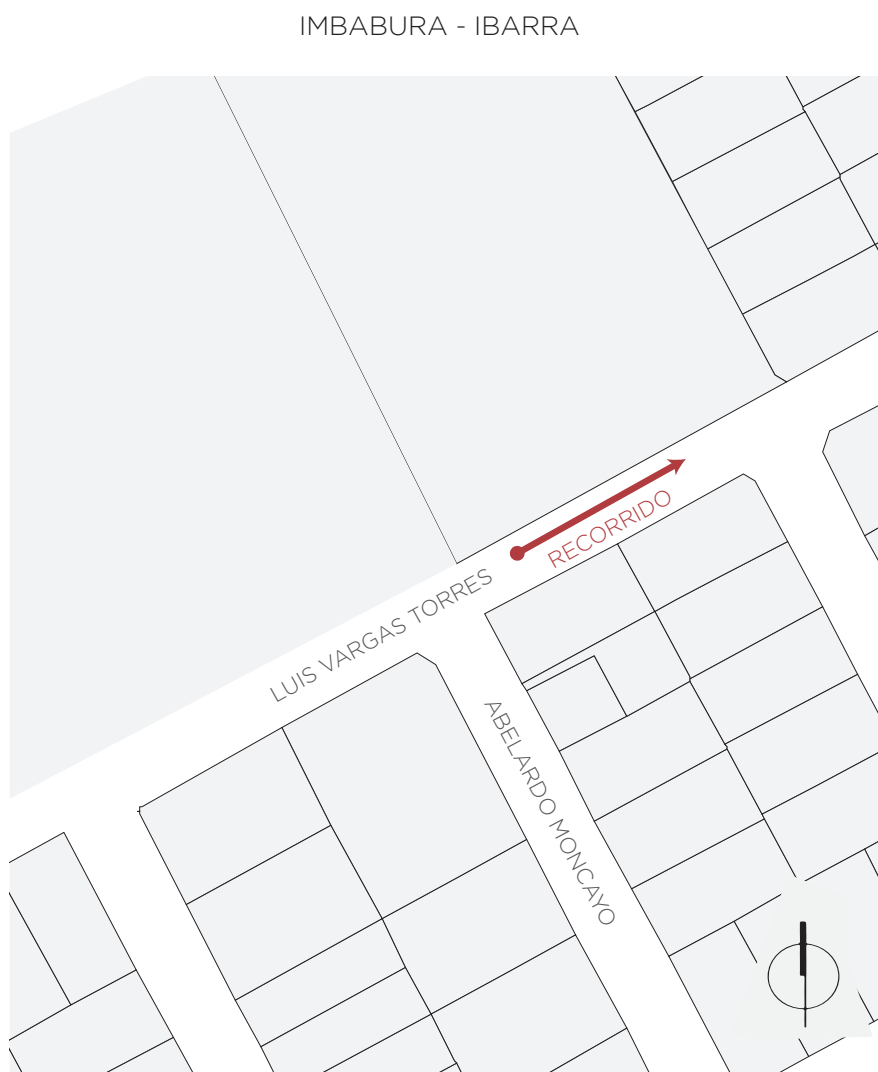 IMBABURA - IBARRA
RECORRIDO
LUIS VARGAS TORRES
ABELARDO MONCAYO